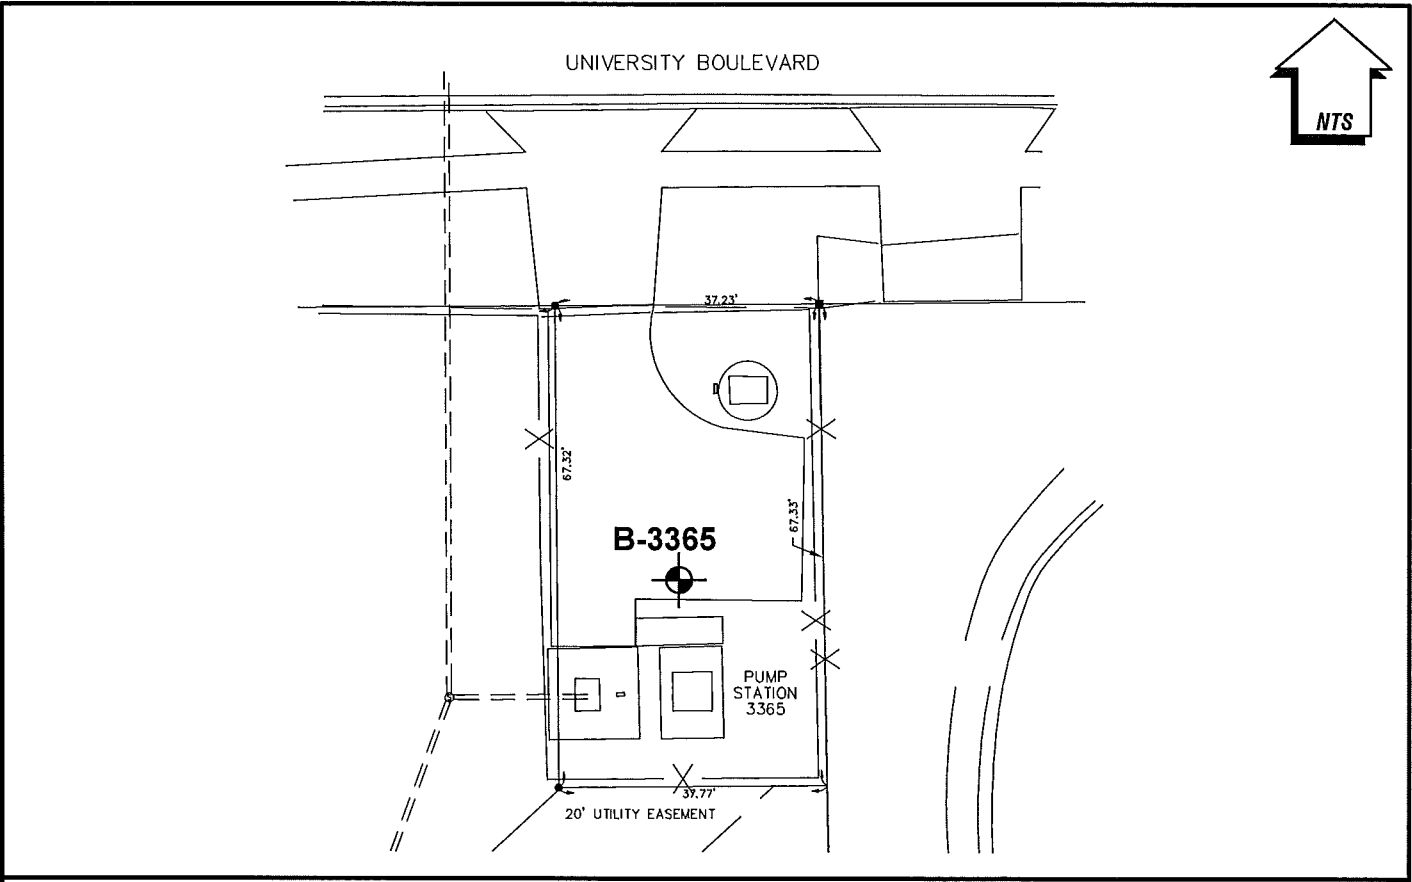 UNIVERSITY BOULEVARD
NTS
37.23'
67.32'
67.33'
B-3365
PUMP
STATION
3365
37.77'
20' UTILITY EASEMENT